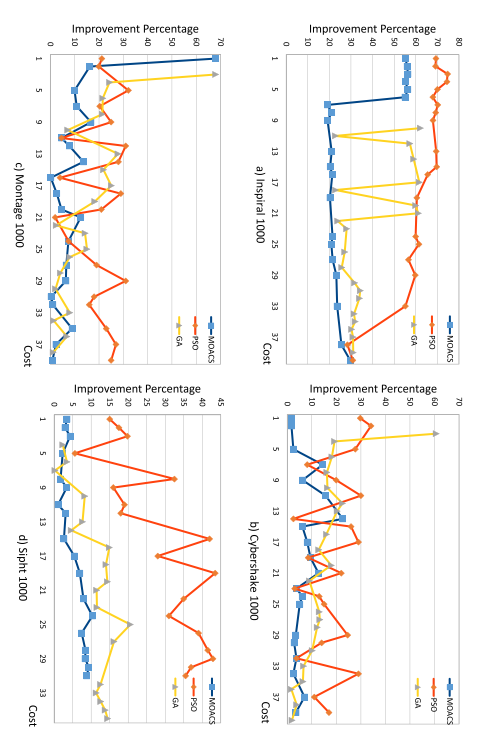 Improvement Percentage
0 10 20 30 40 50 60 70 80
MOACS
PSO
GA
1 5 9 13 17 21 25 29 33 37
Cost
a) Inspiral 1000
Improvement Percentage
0 10 20 30 40 50 60 70
MOACS
PSO
GA
1 5 9 13 17 21 25 29 33 37
Cost
b) Cybershake 1000
Improvement Percentage
0 10 20 30 40 50 60 70
MOACS
PSO
GA
1 5 9 13 17 21 25 29 33 37
Cost
c) Montage 1000
Improvement Percentage
0 5 10 15 20 25 30 35 40 45
MOACS
PSO
GA
1 5 9 13 17 21 25 29 33
Cost
d) Sipht 1000